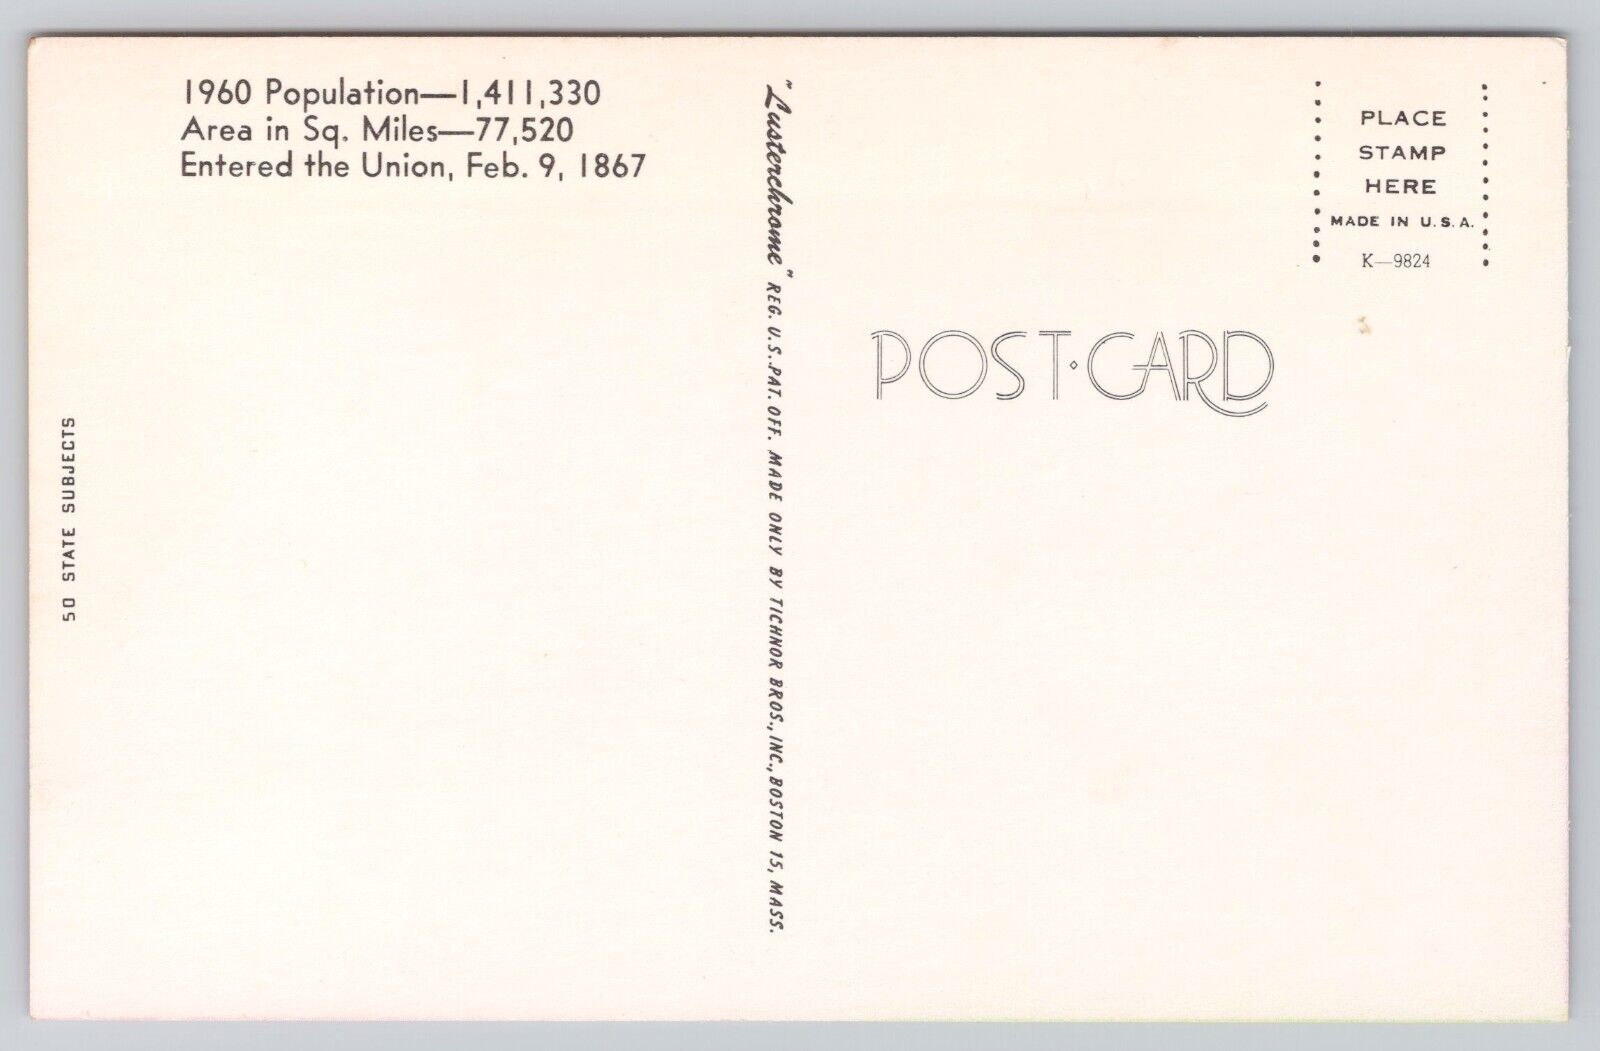 1960 Population—1,411,330
Area in Sq. Miles—77,520
Entered the Union, Feb. 9, 1867
50 STATE SUBJECTS
"Lusterchrome" REG. U.S. PAT. OFF. MADE ONLY BY TICHNOR BROS., INC., BOSTON 15, MASS.
PLACE
STAMP
HERE
MADE IN U.S.A.
K—9824
POST·CARD